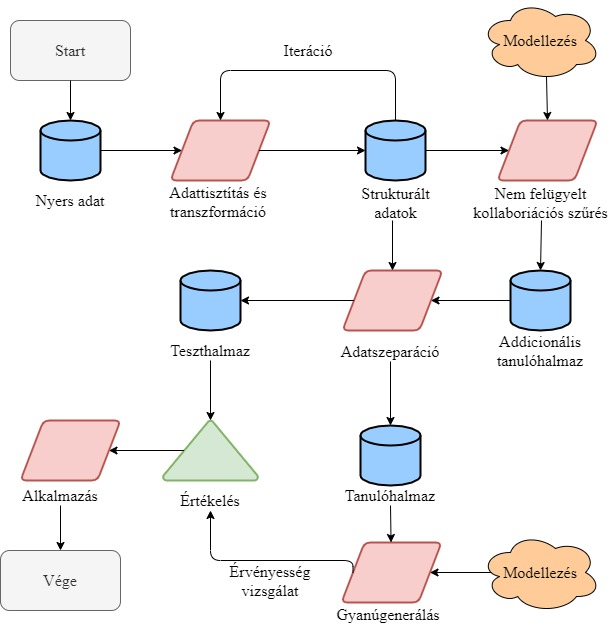 Start
Iteráció
Modellezés
Nyers adat
Adattisztítás és
transzformáció
Strukturált
adatok
Nem felügyelt
kollaboriációs szűrés
Teszthalmaz
Adatszeparáció
Addicionális
tanulóhalmaz
Alkalmazás
Értékelés
Tanulóhalmaz
Vége
Érvényesség
vizsgálat
Modellezés
Gyanúgenerálás